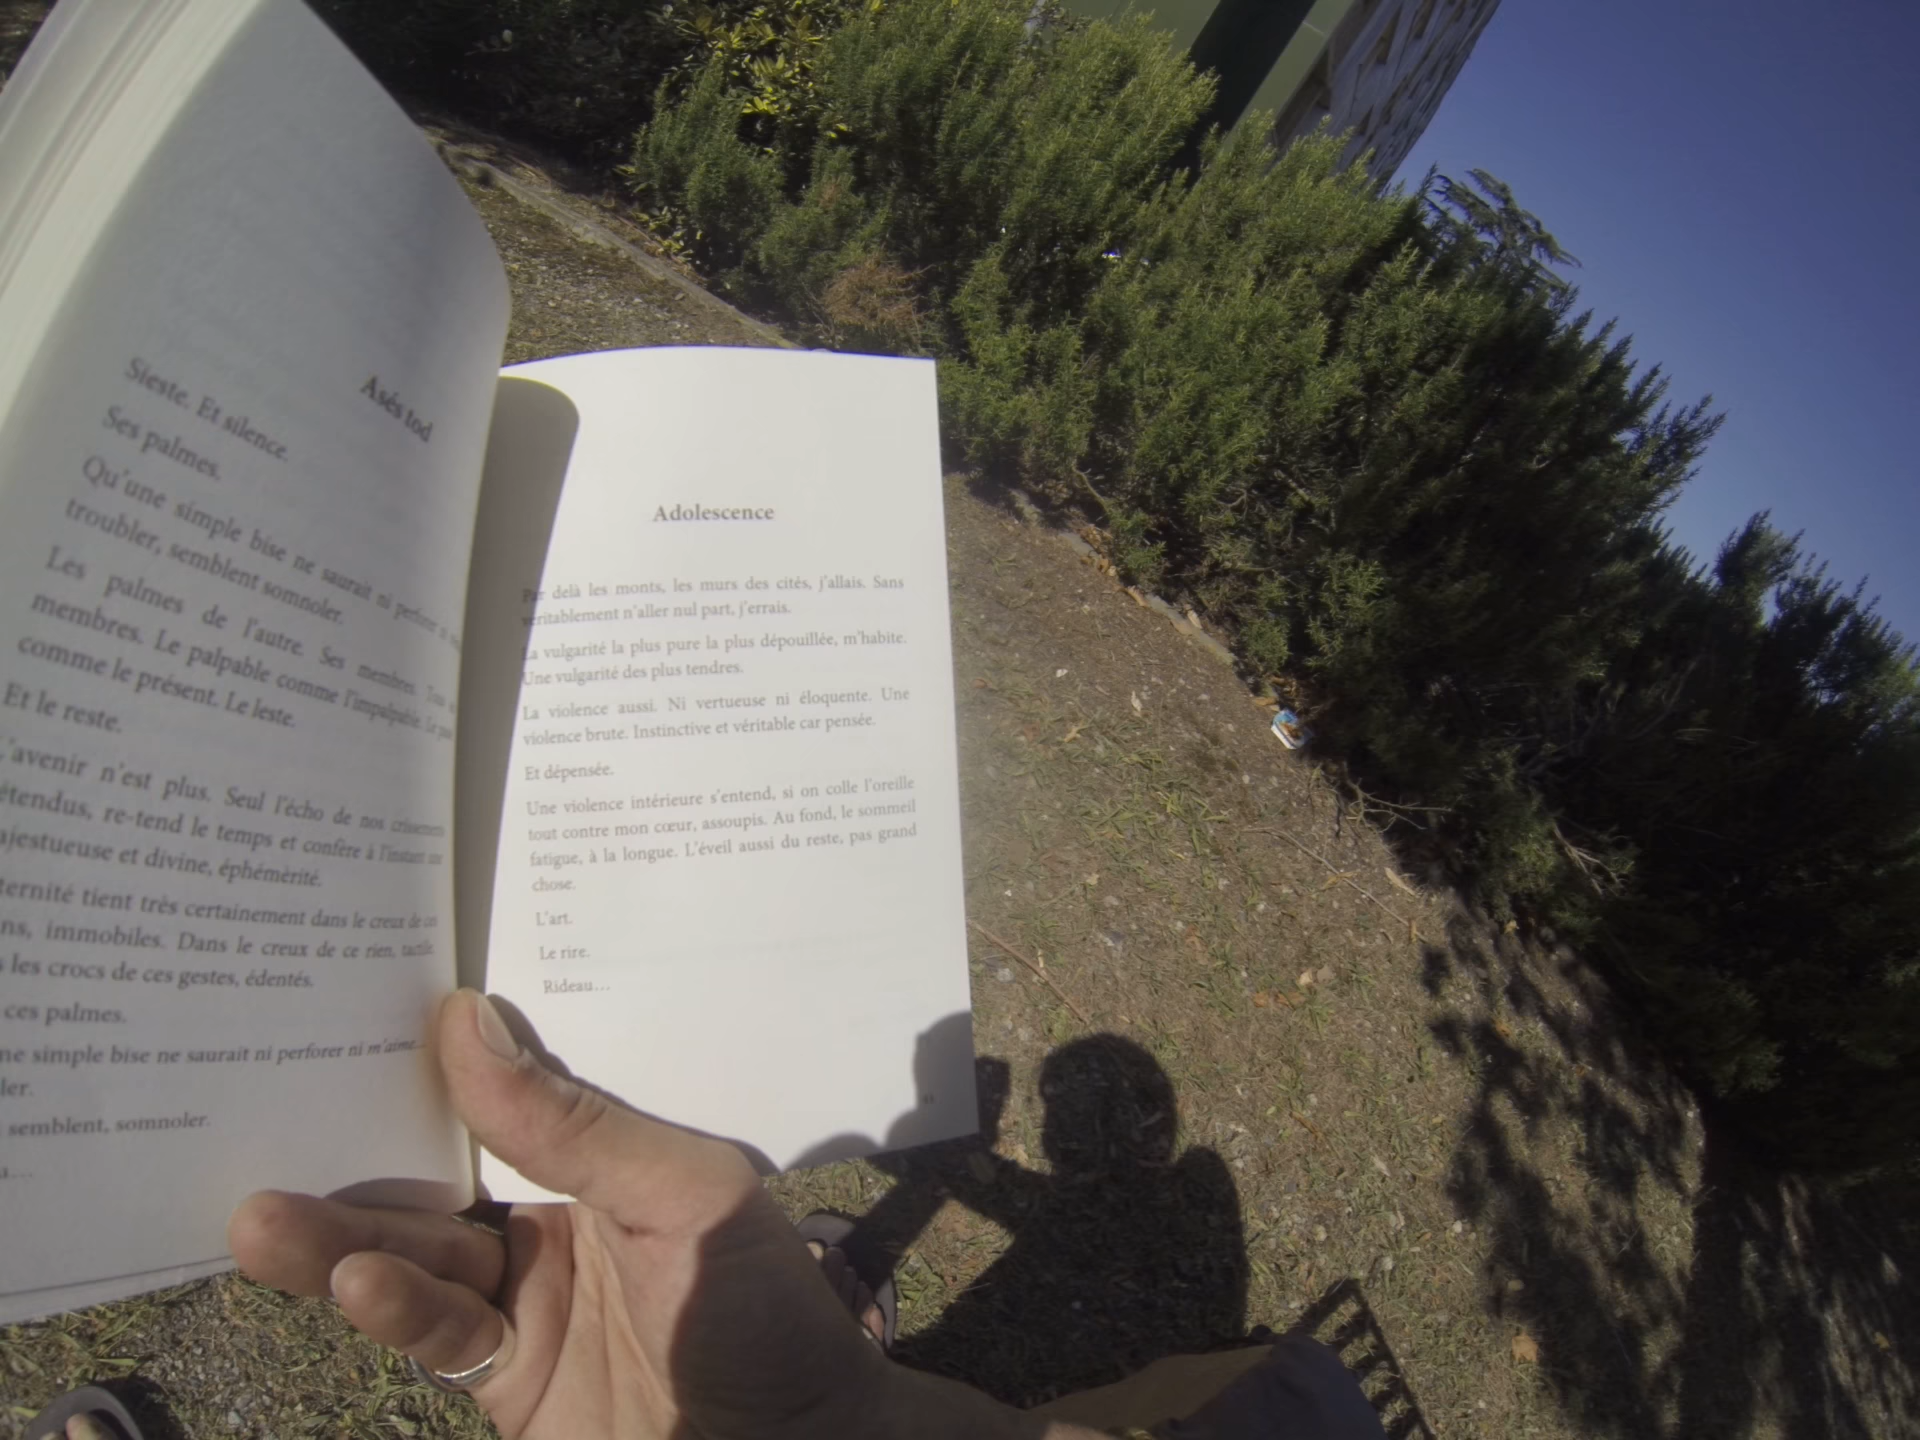 Asés tod
Sieste. Et silence.
Ses palmes.
Qu'une simple bise ne saurait ni perforer ni
troubler, semblent somnoler.
Les palmes de l'autre. Ses membres. Tous
membres. Le palpable comme l'impalpable. Le
comme le présent. Le leste.
Et le reste.
L'avenir n'est plus. Seul l'écho de nos crissements
étendus, re-tend le temps et confère à l'instant une
ajestueuse et divine, éphémérité.
ternité tient très certainement dans le creux de ces
ns, immobiles. Dans le creux de ce rien, tactile.
les crocs de ces gestes, édentés.
ces palmes.
ne simple bise ne saurait ni perforer ni m'aime...
ler.
semblent, somnoler.
Adolescence
Par delà les monts, les murs des cités, j'allais. Sans
véritablement n'aller nul part, j'errais.
La vulgarité la plus pure la plus dépouillée, m'habite.
Une vulgarité des plus tendres.
La violence aussi. Ni vertueuse ni éloquente. Une
violence brute. Instinctive et véritable car pensée.
Et dépensée.
Une violence intérieure s'entend, si on colle l'oreille
tout contre mon cœur, assoupis. Au fond, le sommeil
fatigue, à la longue. L'éveil aussi du reste, pas grand
chose.
L'art.
Le rire.
Rideau…